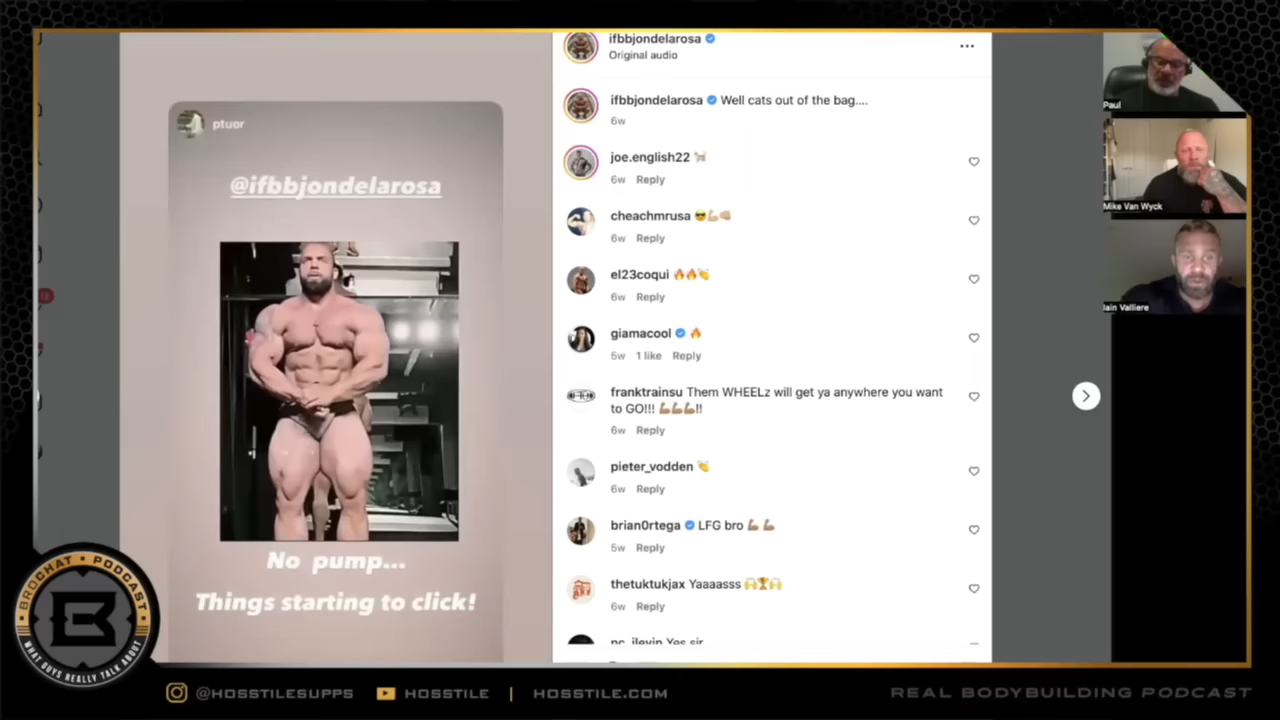 ptuor
@ifbbjondelarosa
No pump...
Things starting to click!
ifbbjondelarosa
Original audio
ifbbjondelarosa Well cats out of the bag....
6w
joe.english22
6w Reply
cheachmrusa 😎💪🏽👊🏽
6w Reply
el23coqui 🔥🔥👏
6w Reply
giamacool 🔥
5w 1 like Reply
franktrainsu Them WHEELz will get ya anywhere you want
to GO!!! 💪🏽💪🏽💪🏽!!
6w Reply
pieter_vodden 👏
6w Reply
brian0rtega LFG bro 💪🏽 💪🏽
5w Reply
thetuktukjax Yaaaasss 🙌🏆🙌
6w Reply
Yes sir
Paul
Mike Van Wyck
Iain Valliere
BROCHAT • PODCAST
WHAT GUYS REALLY TALK ABOUT
@HOSSTILESUPPS
HOSSTILE | HOSSTILE.COM
REAL BODYBUILDING PODCAST